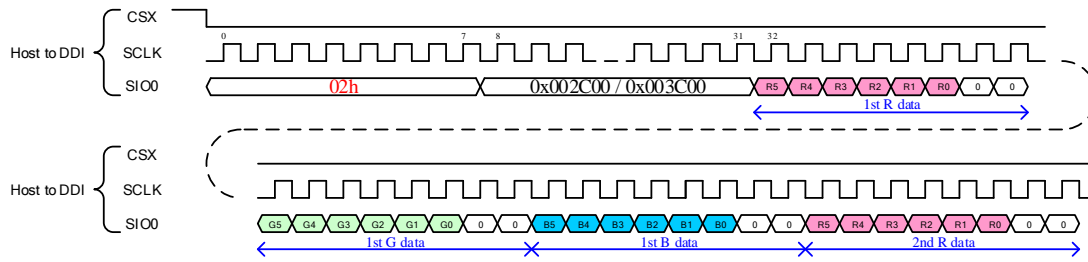 CSX
0 7 8 31 32
Host to DDI SCLK
SIO0 02h 0x002C00 / 0x003C00 R5 R4 R3 R2 R1 R0 0 0
1st R data
CSX
Host to DDI SCLK
SIO0 G5 G4 G3 G2 G1 G0 0 0 B5 B4 B3 B2 B1 B0 0 0 R5 R4 R3 R2 R1 R0 0 0
1st G data 1st B data 2nd R data